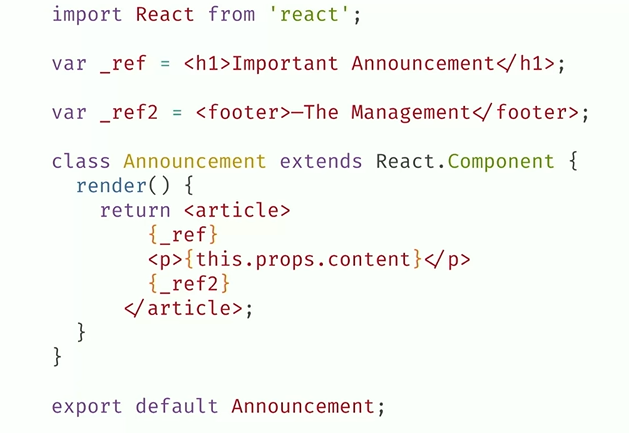 import React from 'react';
var _ref = <h1>Important Announcement</h1>;
var _ref2 = <footer>—The Management</footer>;
class Announcement extends React.Component {
render() {
return <article>
{_ref}
<p>{this.props.content}</p>
{_ref2}
</article>;
}
}
export default Announcement;